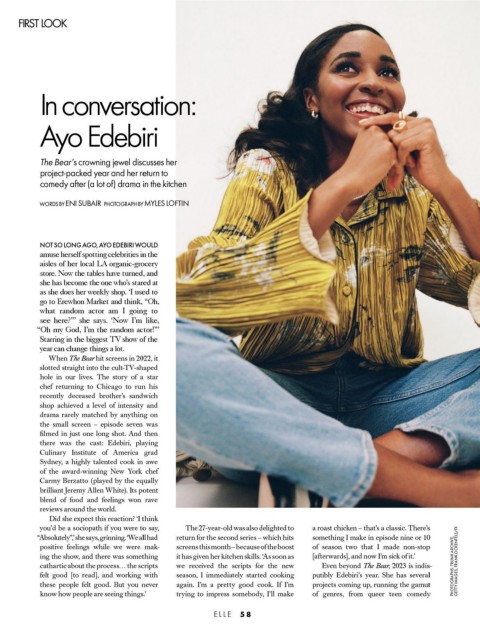 FIRST LOOK
In conversation:
Ayo Edebiri
The Bear's crowning jewel discusses her
project-packed year and her return to
comedy after (a lot of) drama in the kitchen
WORDS BY ENI SUBAIR PHOTOGRAPH BY MYLES LOFTIN
NOT SO LONG AGO, AYO EDEBIRI WOULD
amuse herself spotting celebrities in the
aisles of her local LA organic-grocery
store. Now the tables have turned, and
she has become the one who's stared at
as she does her weekly shop. 'I used to
go to Erewhon Market and think, "Oh,
what random actor am I going to
see here?"' she says. 'Now I'm like,
"Oh my God, I'm the random actor!"'
Starring in the biggest TV show of the
year can change things a lot.
When The Bear hit screens in 2022, it
slotted straight into the cult-TV-shaped
hole in our lives. The story of a star
chef returning to Chicago to run his
recently deceased brother's sandwich
shop achieved a level of intensity and
drama rarely matched by anything on
the small screen – episode seven was
filmed in just one long shot. And then
there was the cast: Edebiri, playing
Culinary Institute of America grad
Sydney, a highly talented cook in awe
of the award-winning New York chef
Carmy Berzatto (played by the equally
brilliant Jeremy Allen White). Its potent
blend of food and feelings won rave
reviews around the world.
Did she expect this reaction? 'I think
you'd be a sociopath if you were to say,
"Absolutely",' she says, grinning. 'We all had
positive feelings while we were mak-
ing the show, and there was something
cathartic about the process... the scripts
felt good [to read], and working with
these people felt good. But you never
know how people are seeing things.'
The 27-year-old was also delighted to
return for the second series – which hits
screens this month – because of the boost
it has given her kitchen skills. 'As soon as
we received the scripts for the new
season, I immediately started cooking
again. I'm a pretty good cook. If I'm
trying to impress somebody, I'll make
a roast chicken – that's a classic. There's
something I make in episode nine or 10
of season two that I made non-stop
[afterwards], and now I'm sick of it.'
Even beyond The Bear, 2023 is indis-
putably Edebiri's year. She has several
projects coming up, running the gamut
of genres, from queer teen comedy
ELLE 58